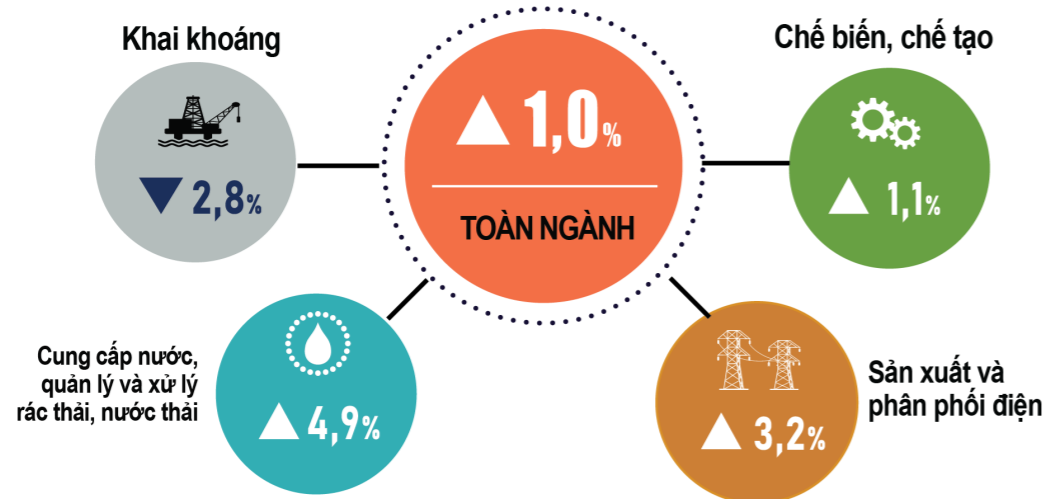 Khai khoáng
▼ 2,8%
▲ 1,0%
TOÀN NGÀNH
Chế biến, chế tạo
▲ 1,1%
Cung cấp nước,
quản lý và xử lý
rác thải, nước thải
▲ 4,9%
▲ 3,2%
Sản xuất và
phân phối điện